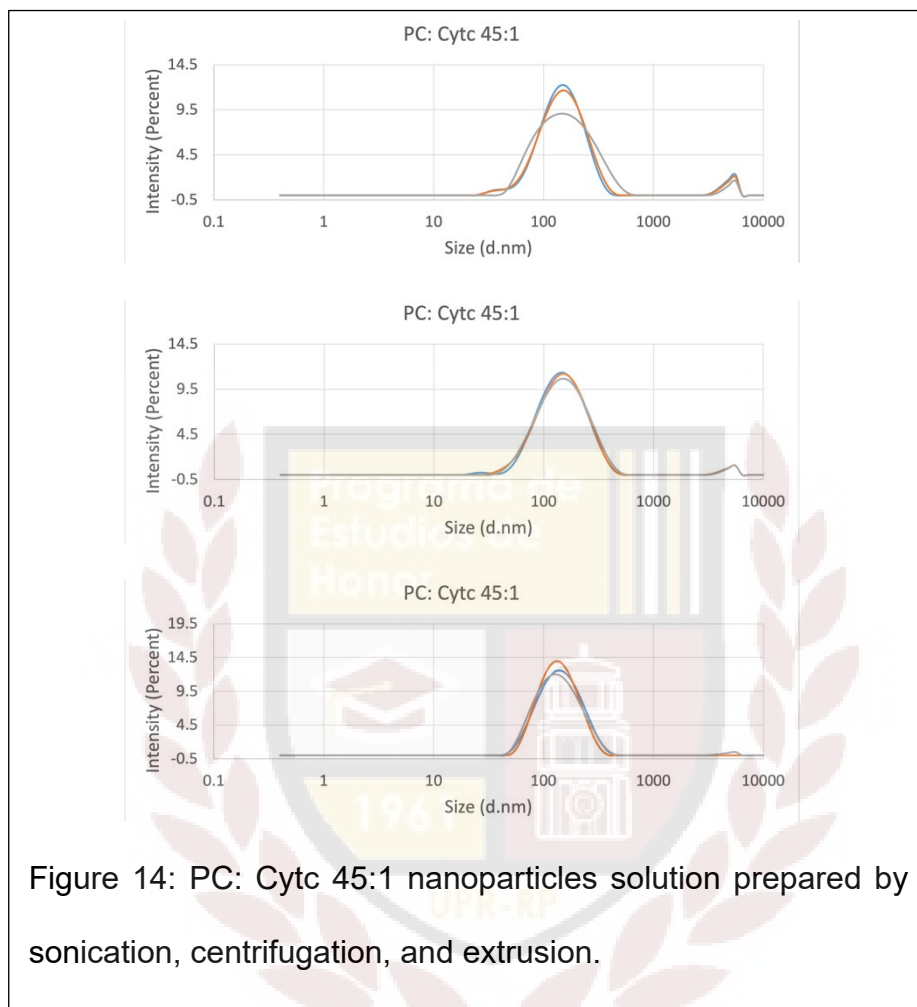 PC: Cytc 45:1
Intensity (Percent)
14.5
9.5
4.5
-0.5
0.1 1 10 100 1000 10000
Size (d.nm)
PC: Cytc 45:1
Intensity (Percent)
14.5
9.5
4.5
-0.5
0.1 1 10 100 1000 10000
Size (d.nm)
Programa de
Estudios de
Honor
PC: Cytc 45:1
Intensity (Percent)
19.5
14.5
9.5
4.5
-0.5
0.1 1 10 100 1000 10000
Size (d.nm)
1961
Figure 14: PC: Cytc 45:1 nanoparticles solution prepared by
UPR-RP
sonication, centrifugation, and extrusion.